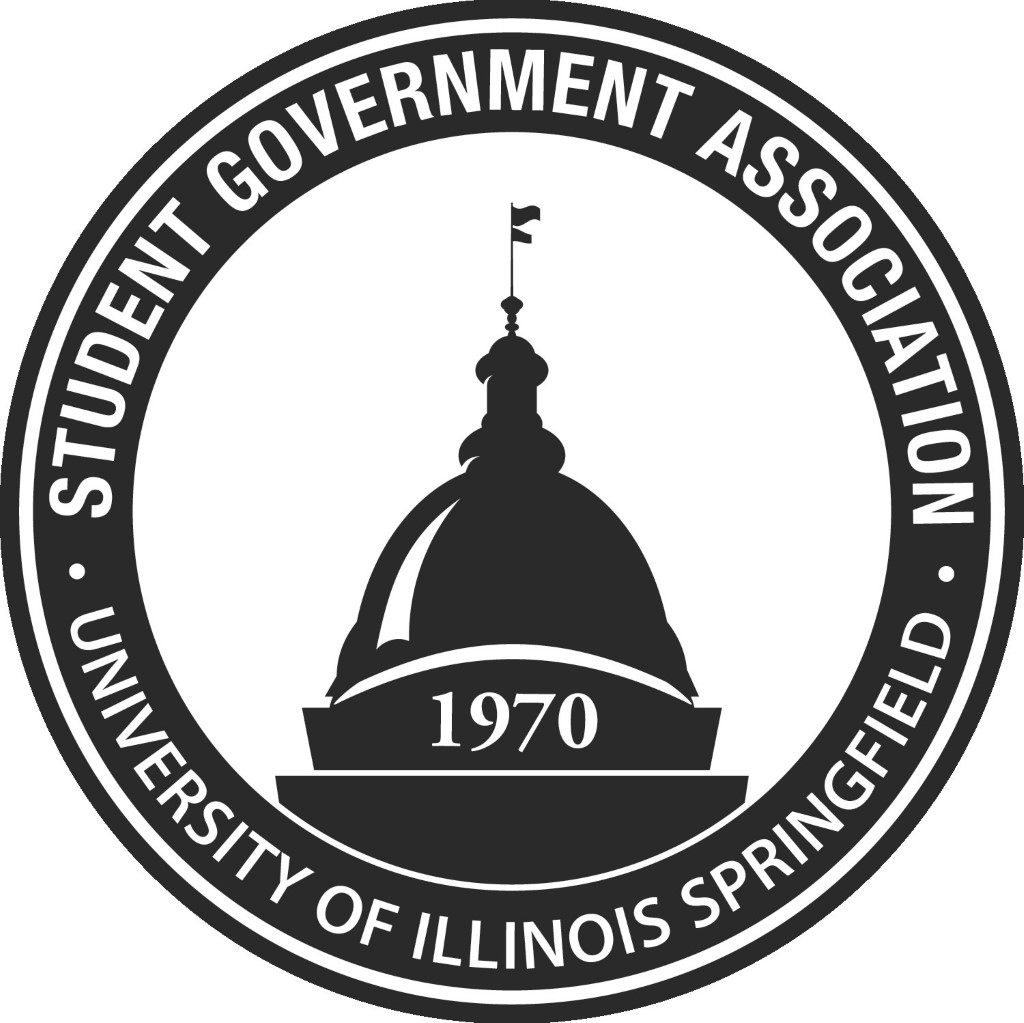 STUDENT GOVERNMENT ASSOCIATION
1970
· UNIVERSITY OF ILLINOIS SPRINGFIELD ·